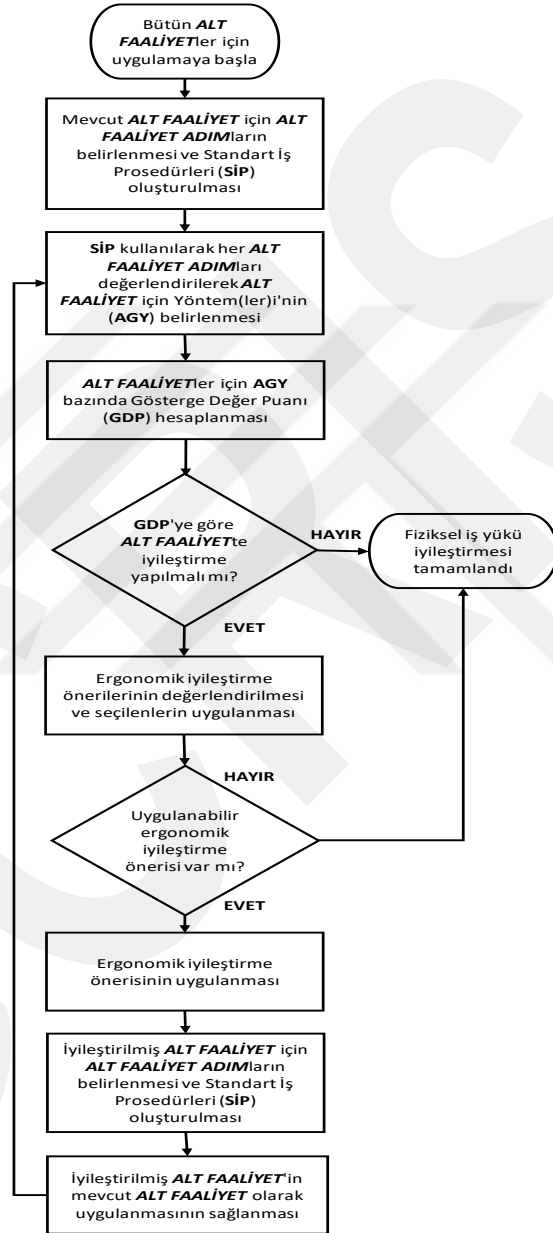 Bütün ALT
FAALİYETler için
uygulamaya başla
Mevcut ALT FAALİYET için ALT
FAALİYET ADIMların
belirlenmesi ve Standart İş
Prosedürleri (SİP)
oluşturulması
SİP kullanılarak her ALT
FAALİYET ADIMları
değerlendirilerek ALT
FAALİYET için Yöntem(ler)i'nin
(AGY) belirlenmesi
ALT FAALİYETler için AGY
bazında Gösterge Değer Puanı
(GDP) hesaplanması
GDP'ye göre
ALT FAALİYETte
iyileştirme
yapılmalı mı?
HAYIR
Fiziksel iş yükü
iyileştirmesi
tamamlandı
EVET
Ergonomik iyileştirme
önerilerinin değerlendirilmesi
ve seçilenlerin uygulanması
HAYIR
Uygulanabilir
ergonomik
iyileştirme
önerisi var mı?
EVET
Ergonomik iyileştirme
önerisinin uygulanması
İyileştirilmiş ALT FAALİYET için
ALT FAALİYET ADIMların
belirlenmesi ve Standart İş
Prosedürleri (SİP)
oluşturulması
İyileştirilmiş ALT FAALİYET'in
mevcut ALT FAALİYET olarak
uygulanmasının sağlanması